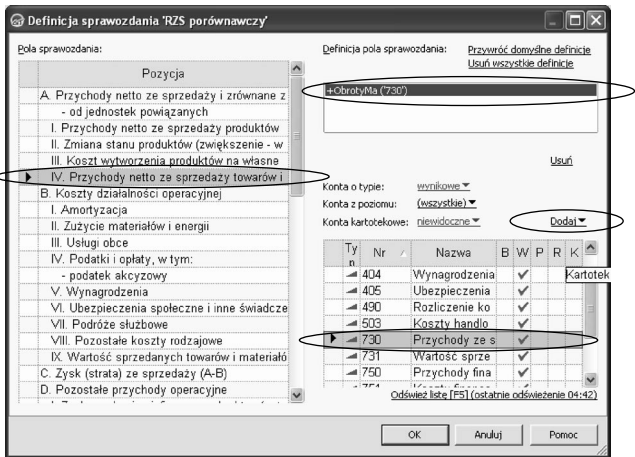 Definicja sprawozdania 'RZS porównawczy'
Pola sprawozdania:
Pozycja
A. Przychody netto ze sprzedaży i zrównane z
- od jednostek powiązanych
I. Przychody netto ze sprzedaży produktów
II. Zmiana stanu produktów (zwiększenie - w
III. Koszt wytworzenia produktów na własne
IV. Przychody netto ze sprzedaży towarów i
B. Koszty działalności operacyjnej
I. Amortyzacja
II. Zużycie materiałów i energii
III. Usługi obce
IV. Podatki i opłaty, w tym:
- podatek akcyzowy
V. Wynagrodzenia
VI. Ubezpieczenia społeczne i inne świadcze
VII. Podróże służbowe
VIII. Pozostałe koszty rodzajowe
IX. Wartość sprzedanych towarów i materiałó
C. Zysk (strata) ze sprzedaży (A-B)
D. Pozostałe przychody operacyjne
Definicja pola sprawozdania:
Przywróć domyślne definicje
Usuń wszystkie definicje
+ObrotyMa ('730')
Usuń
Konta o typie: wynikowe
Konta z poziomu: (wszystkie)
Konta kartotekowe: niewidoczne
Dodaj
Typ Nr Nazwa B W P R K
Kartotek
404 Wynagrodzenia
405 Ubezpieczenia
490 Rozliczenie ko
503 Koszty handlo
730 Przychody ze s
731 Wartość sprze
750 Przychody fina
Odśwież listę [F5] (ostatnie odświeżenie 04:42)
OK Anuluj Pomoc